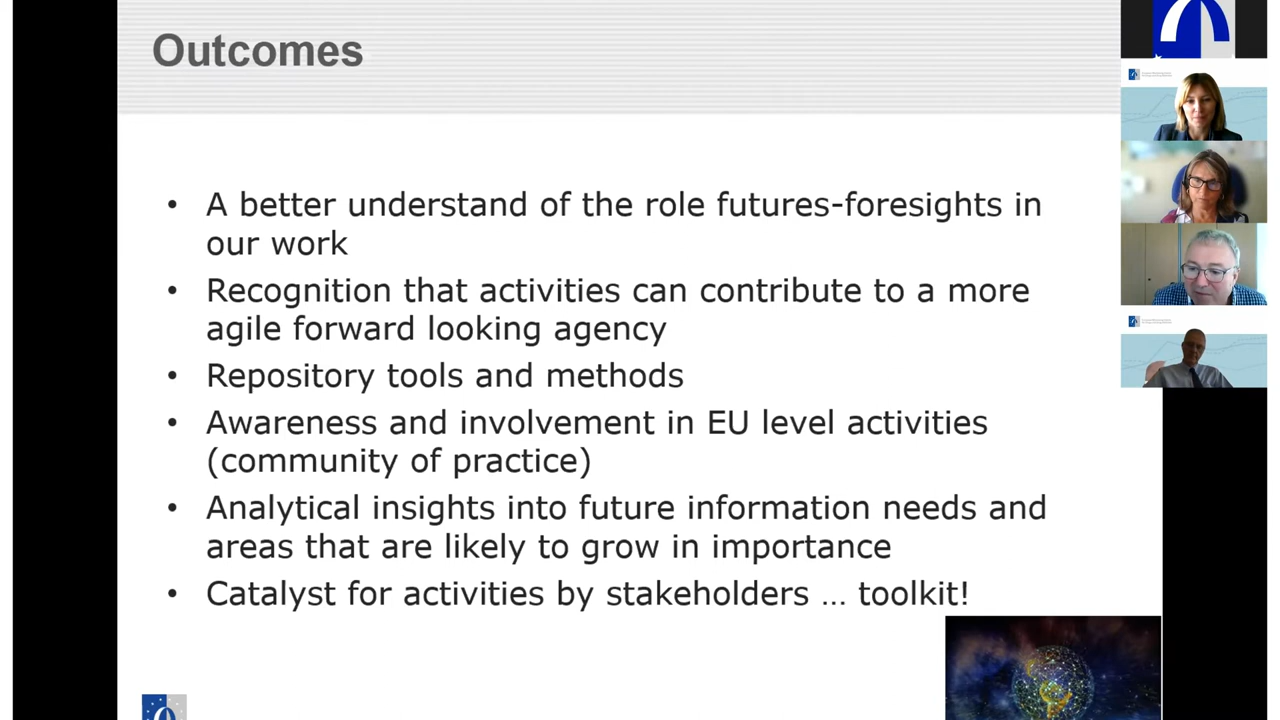 Outcomes
• A better understand of the role futures-foresights in
our work
• Recognition that activities can contribute to a more
agile forward looking agency
• Repository tools and methods
• Awareness and involvement in EU level activities
(community of practice)
• Analytical insights into future information needs and
areas that are likely to grow in importance
• Catalyst for activities by stakeholders … toolkit!